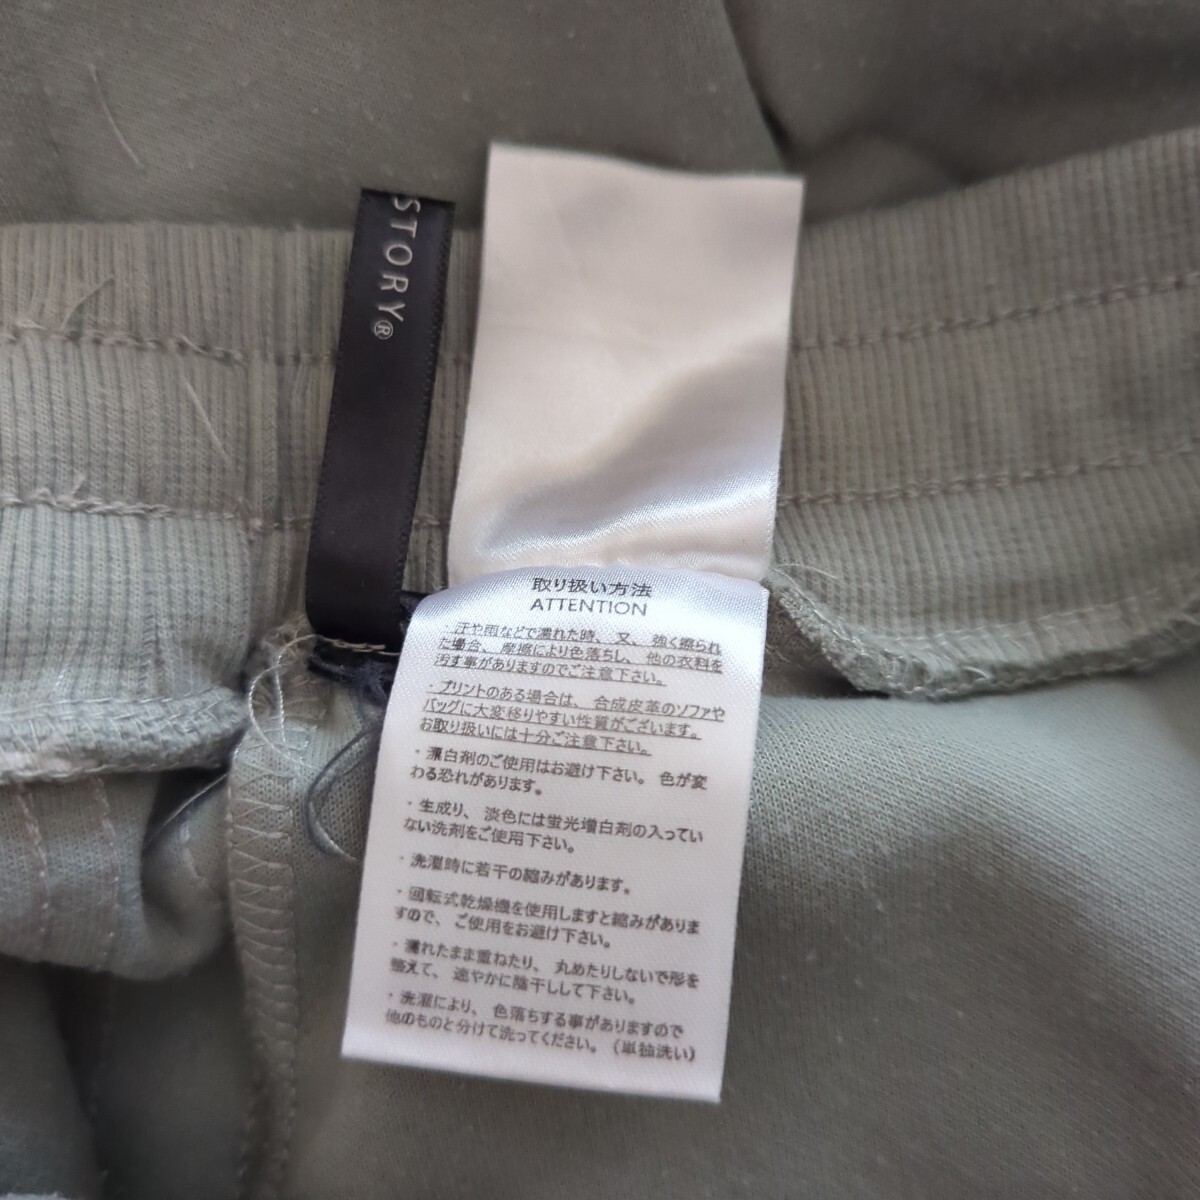 STORY®
取り扱い方法
ATTENTION
・汗や雨などで濡れた時、又、強く擦られ
た場合、摩擦により色落ちし、他の衣料を
汚す事がありますのでご注意下さい。
・プリントのある場合は、合成皮革のソファや
バッグに大変移りやすい性質がございます。
お取り扱いには十分ご注意下さい。
・漂白剤のご使用はお避け下さい。色が変
わる恐れがあります。
・生成り、淡色には蛍光増白剤の入ってい
ない洗剤をご使用下さい。
・洗濯時に若干の縮みがあります。
・回転式乾燥機を使用しますと縮みがありま
すので、ご使用をお避け下さい。
・濡れたまま重ねたり、丸めたりしないで形を
整えて、速やかに陰干しして下さい。
・洗濯により、色落ちする事がありますので
他のものと分けて洗ってください。（単独洗い）